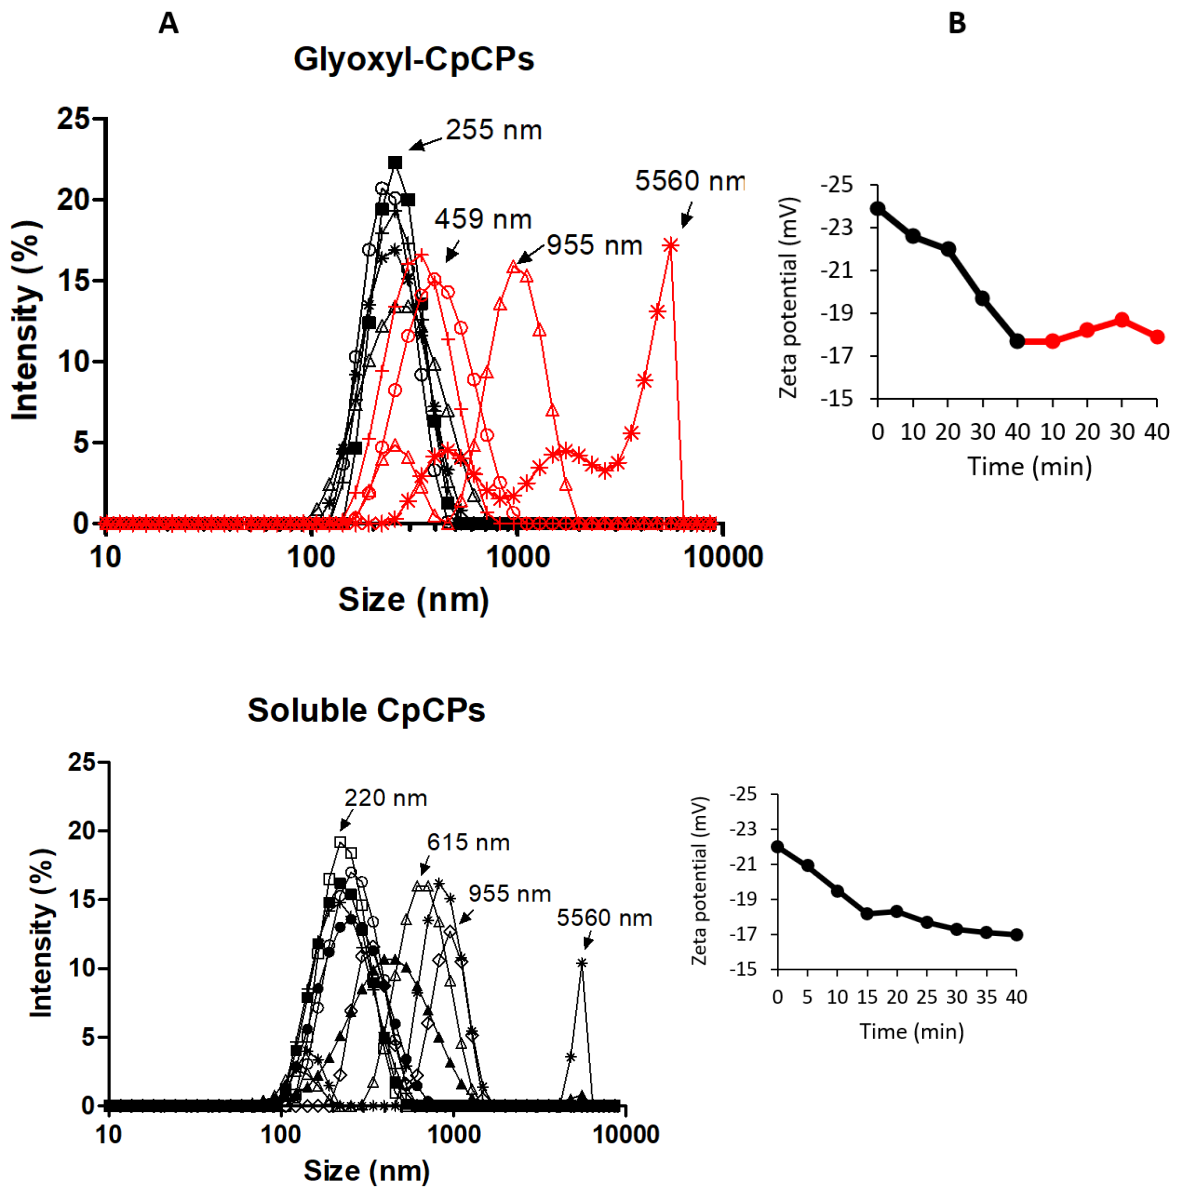 A
B
Glyoxyl-CpCPs
Intensity (%)
25
20
15
10
5
0
255 nm
459 nm
955 nm
5560 nm
10
100
1000
10000
Size (nm)
Zeta potential (mV)
-25
-23
-21
-19
-17
-15
0 10 20 30 40 10 20 30 40
Time (min)
Soluble CpCPs
Intensity (%)
25
20
15
10
5
0
220 nm
615 nm
955 nm
5560 nm
10
100
1000
10000
Size (nm)
Zeta potential (mV)
-25
-23
-21
-19
-17
-15
0 5 10 15 20 25 30 35 40
Time (min)